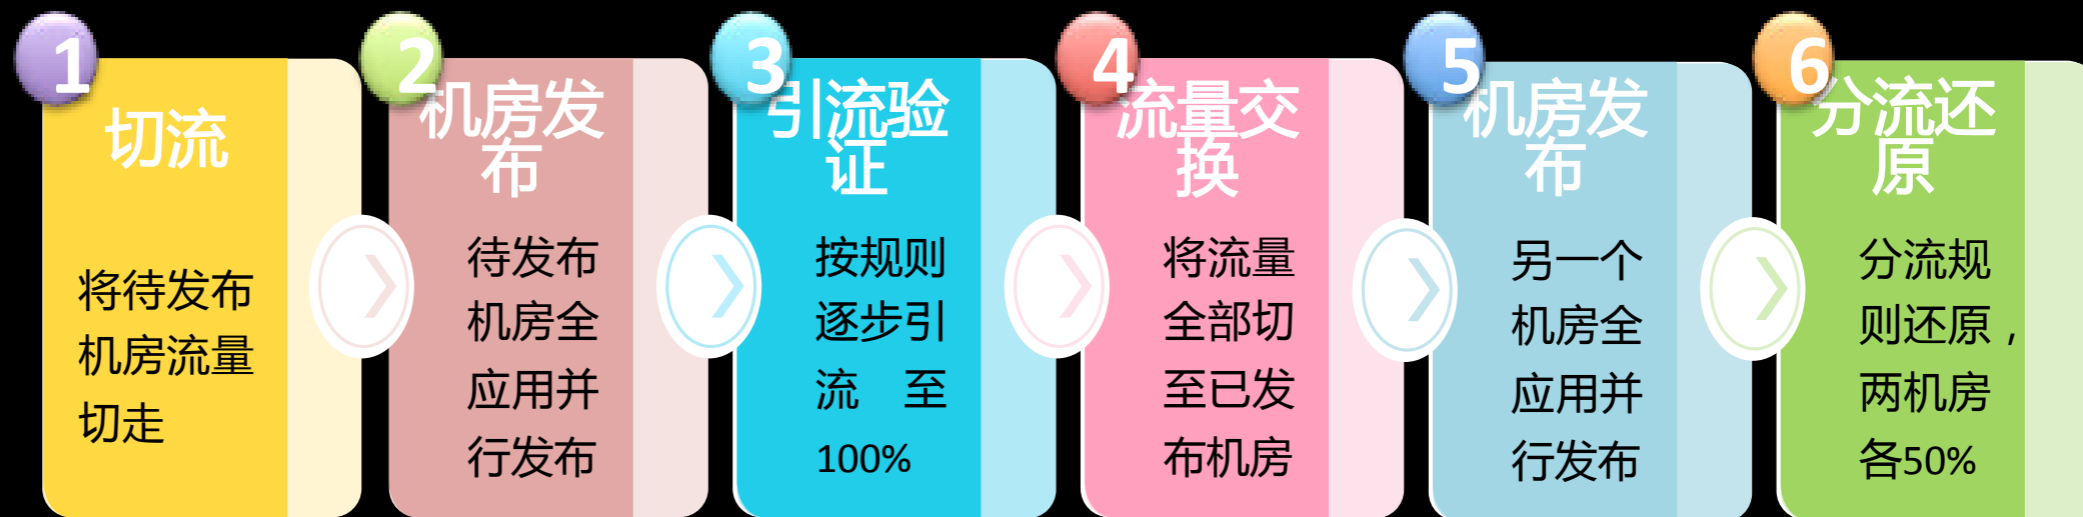 1
切流
将待发布
机房流量
切走
2
机房发
布
待发布
机房全
应用并
行发布
3
引流验
证
按规则
逐步引
流 至
100%
4
流量交
换
将流量
全部切
至已发
布机房
5
机房发
布
另一个
机房全
应用并
行发布
6
分流还
原
分流规
则还原，
两机房
各50%